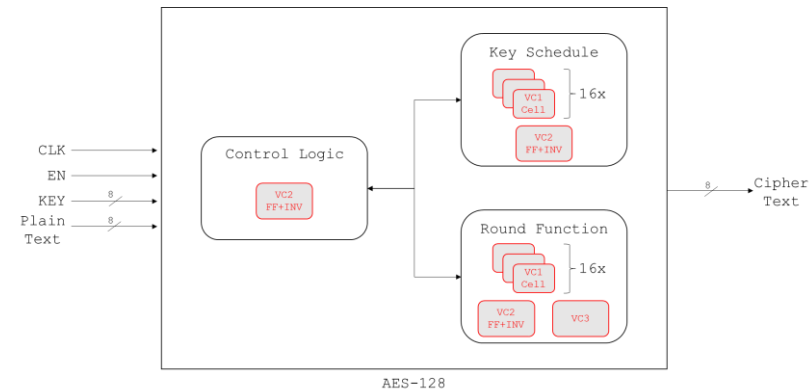 Key Schedule
VC1
Cell
16x
VC2
FF+INV
CLK
EN
KEY
8
Plain
Text
8
Control Logic
VC2
FF+INV
8
Cipher
Text
Round Function
VC1
Cell
16x
VC2
FF+INV
VC3
AES-128